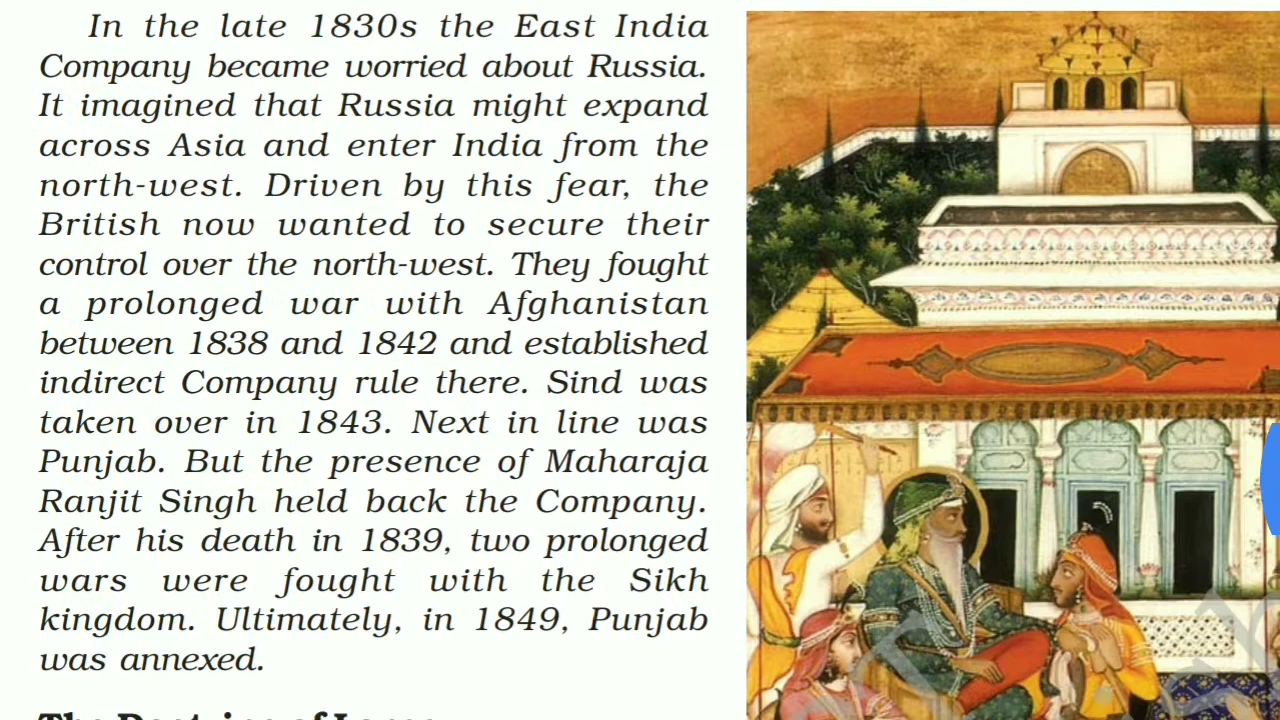 In the late 1830s the East India
Company became worried about Russia.
It imagined that Russia might expand
across Asia and enter India from the
north-west. Driven by this fear, the
British now wanted to secure their
control over the north-west. They fought
a prolonged war with Afghanistan
between 1838 and 1842 and established
indirect Company rule there. Sind was
taken over in 1843. Next in line was
Punjab. But the presence of Maharaja
Ranjit Singh held back the Company.
After his death in 1839, two prolonged
wars were fought with the Sikh
kingdom. Ultimately, in 1849, Punjab
was annexed.